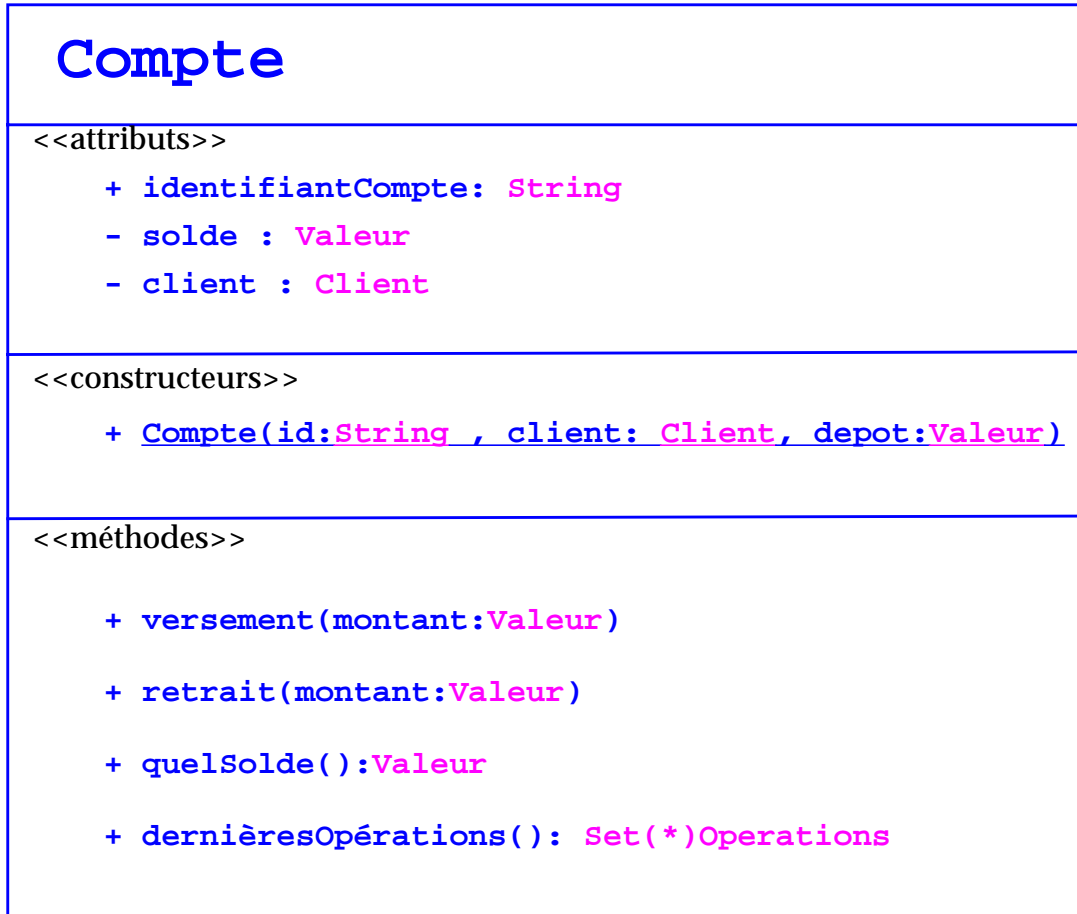 Compte
<<attributs>>
+ identifiantCompte: String
- solde : Valeur
- client : Client
<<constructeurs>>
+ Compte(id:String , client: Client, depot:Valeur)
<<méthodes>>
+ versement(montant:Valeur)
+ retrait(montant:Valeur)
+ quelSolde():Valeur
+ dernièresOpérations(): Set(*)Operations